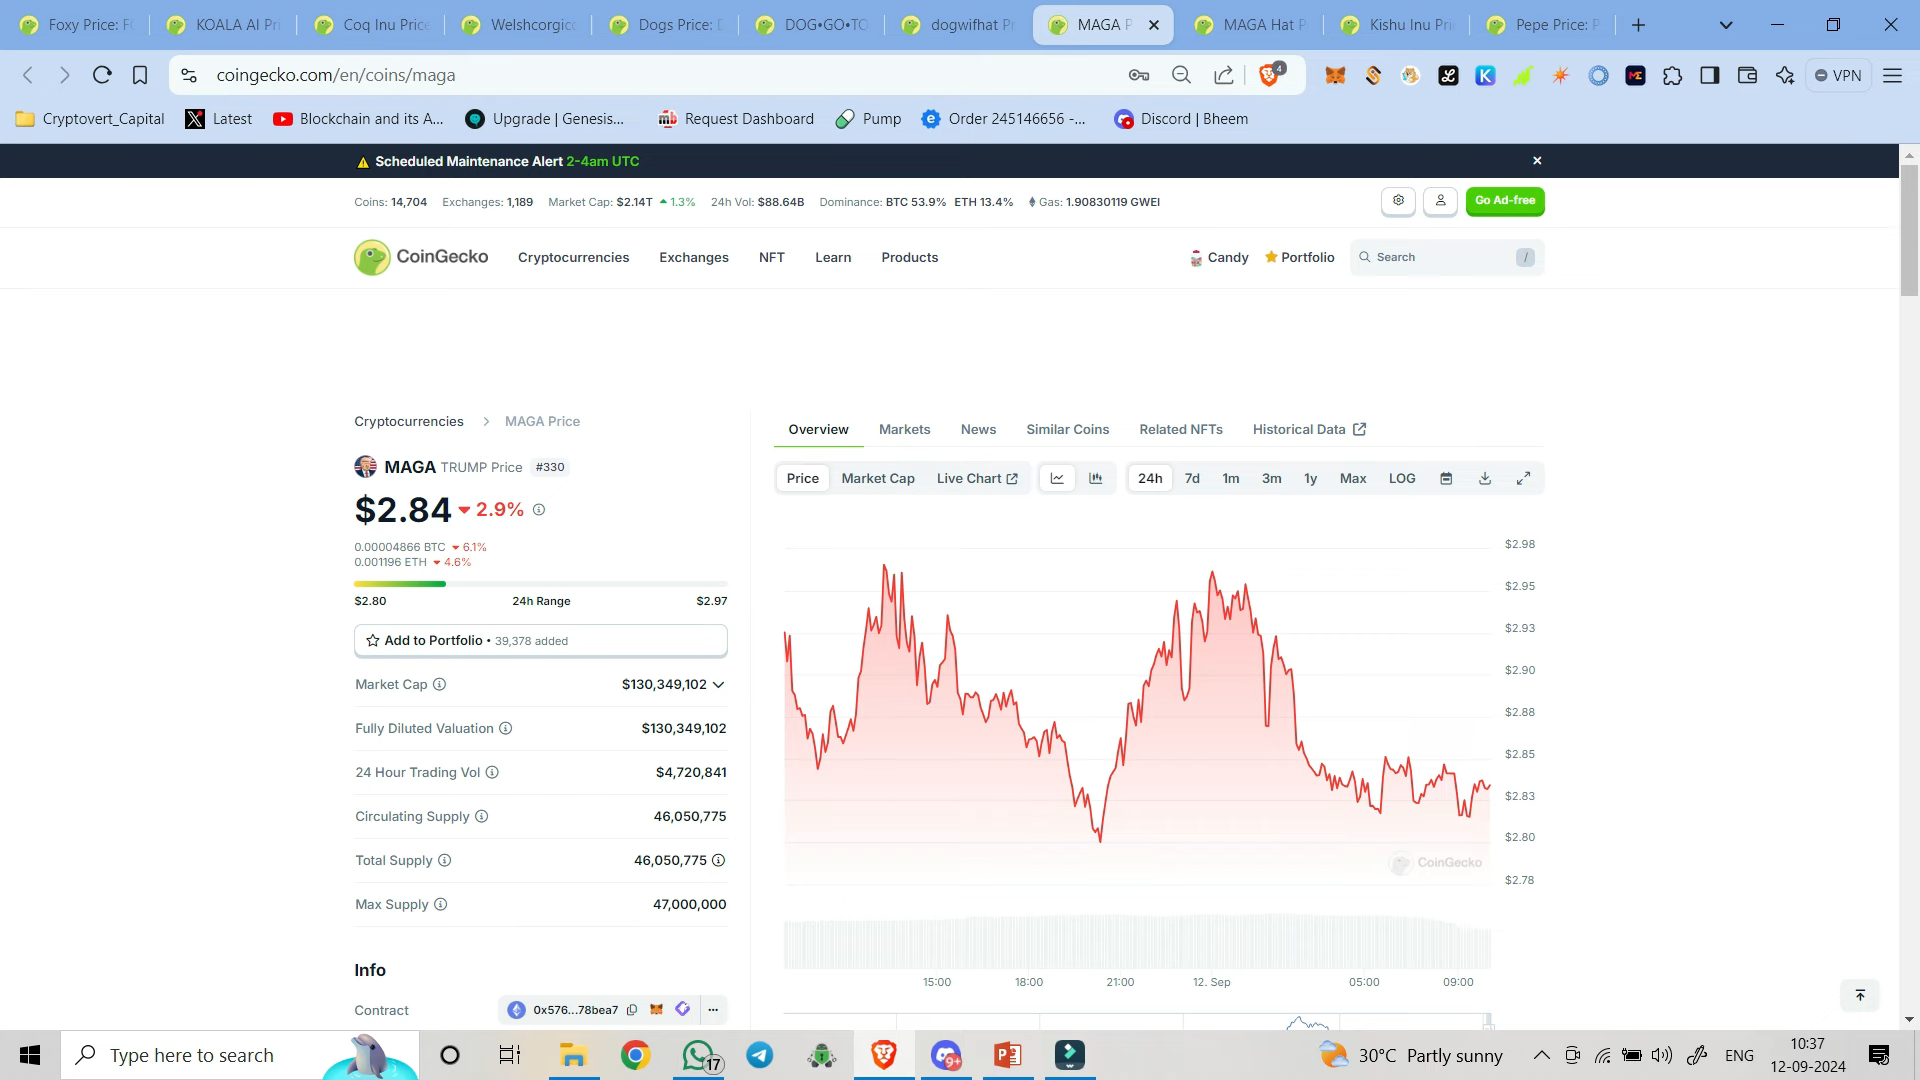 Foxy Price: FO
KOALA AI Pri
Coq Inu Price
Welshcorgico
Dogs Price: D
DOG•GO•TO
dogwifhat Pr
MAGA P
MAGA Hat P
Kishu Inu Pri
Pepe Price: P
coingecko.com/en/coins/maga
4
VPN
Cryptovert_Capital
Latest
Blockchain and its A...
Upgrade | Genesis...
Request Dashboard
Pump
Order 245146656 -...
Discord | Bheem
Scheduled Maintenance Alert 2-4am UTC
Coins: 14,704 Exchanges: 1,189 Market Cap: $2.14T 1.3% 24h Vol: $88.64B Dominance: BTC 53.9% ETH 13.4% Gas: 1.90830119 GWEI
Go Ad-free
CoinGecko
Cryptocurrencies Exchanges NFT Learn Products
Candy Portfolio Search /
Cryptocurrencies > MAGA Price
MAGA TRUMP Price #330
$2.84 2.9%
0.00004866 BTC 6.1%
0.001196 ETH 4.6%
$2.80 24h Range $2.97
Add to Portfolio • 39,378 added
Market Cap $130,349,102
Fully Diluted Valuation $130,349,102
24 Hour Trading Vol $4,720,841
Circulating Supply 46,050,775
Total Supply 46,050,775
Max Supply 47,000,000
Info
Contract 0x576...78bea7 ...
Overview Markets News Similar Coins Related NFTs Historical Data
Price Market Cap Live Chart 24h 7d 1m 3m 1y Max LOG
$2.98
$2.95
$2.93
$2.90
$2.88
$2.85
$2.83
$2.80
$2.78
CoinGecko
15:00 18:00 21:00 12. Sep 05:00 09:00
Type here to search
17
9+
30°C Partly sunny
ENG
10:37
12-09-2024